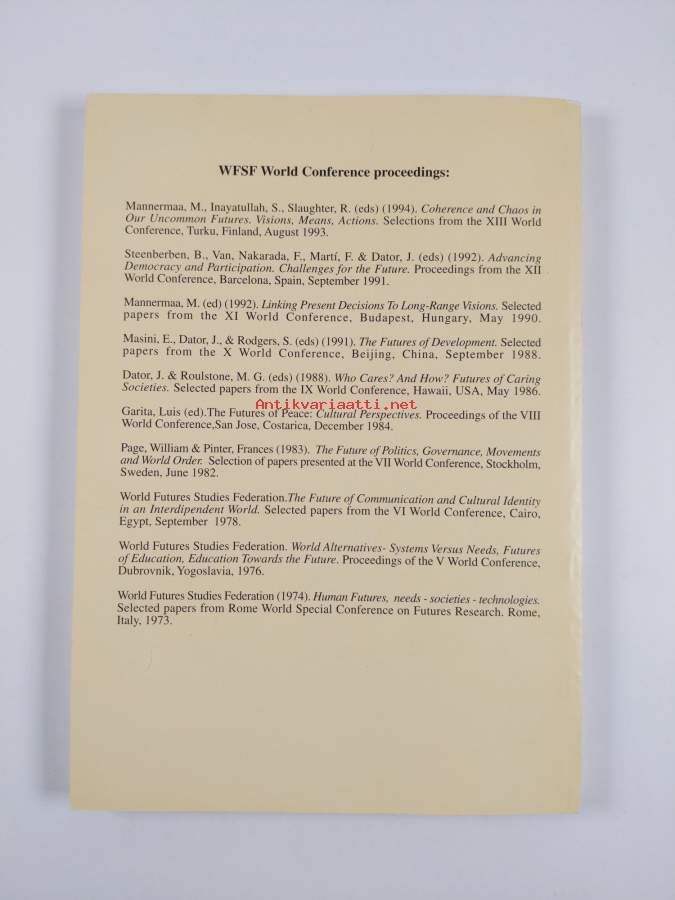 WFSF World Conference proceedings:
Mannermaa, M., Inayatullah, S., Slaughter, R. (eds) (1994). Coherence and Chaos in
Our Uncommon Futures. Visions, Means, Actions. Selections from the XIII World
Conference, Turku, Finland, August 1993.
Steenberben, B., Van, Nakarada, F., Martí, F. & Dator, J. (eds) (1992). Advancing
Democracy and Participation. Challenges for the Future. Proceedings from the XII
World Conference, Barcelona, Spain, September 1991.
Mannermaa, M. (ed) (1992). Linking Present Decisions To Long-Range Visions. Selected
papers from the XI World Conference, Budapest, Hungary, May 1990.
Masini, E., Dator, J., & Rodgers, S. (eds) (1991). The Futures of Development. Selected
papers from the X World Conference, Beijing, China, September 1988.
Dator, J. & Roulstone, M. G. (eds) (1988). Who Cares? And How? Futures of Caring
Societies. Selected papers from the IX World Conference, Hawaii, USA, May 1986.
Antikvariaatti.net
Garita, Luis (ed).The Futures of Peace: Cultural Perspectives. Proceedings of the VIII
World Conference,San Jose, Costarica, December 1984.
Page, William & Pinter, Frances (1983). The Future of Politics, Governance, Movements
and World Order. Selection of papers presented at the VII World Conference, Stockholm,
Sweden, June 1982.
World Futures Studies Federation.The Future of Communication and Cultural Identity
in an Interdipendent World. Selected papers from the VI World Conference, Cairo,
Egypt, September 1978.
World Futures Studies Federation. World Alternatives- Systems Versus Needs, Futures
of Education, Education Towards the Future. Proceedings of the V World Conference,
Dubrovnik, Yogoslavia, 1976.
World Futures Studies Federation (1974). Human Futures, needs - societies - technologies.
Selected papers from Rome World Special Conference on Futures Research. Rome,
Italy, 1973.